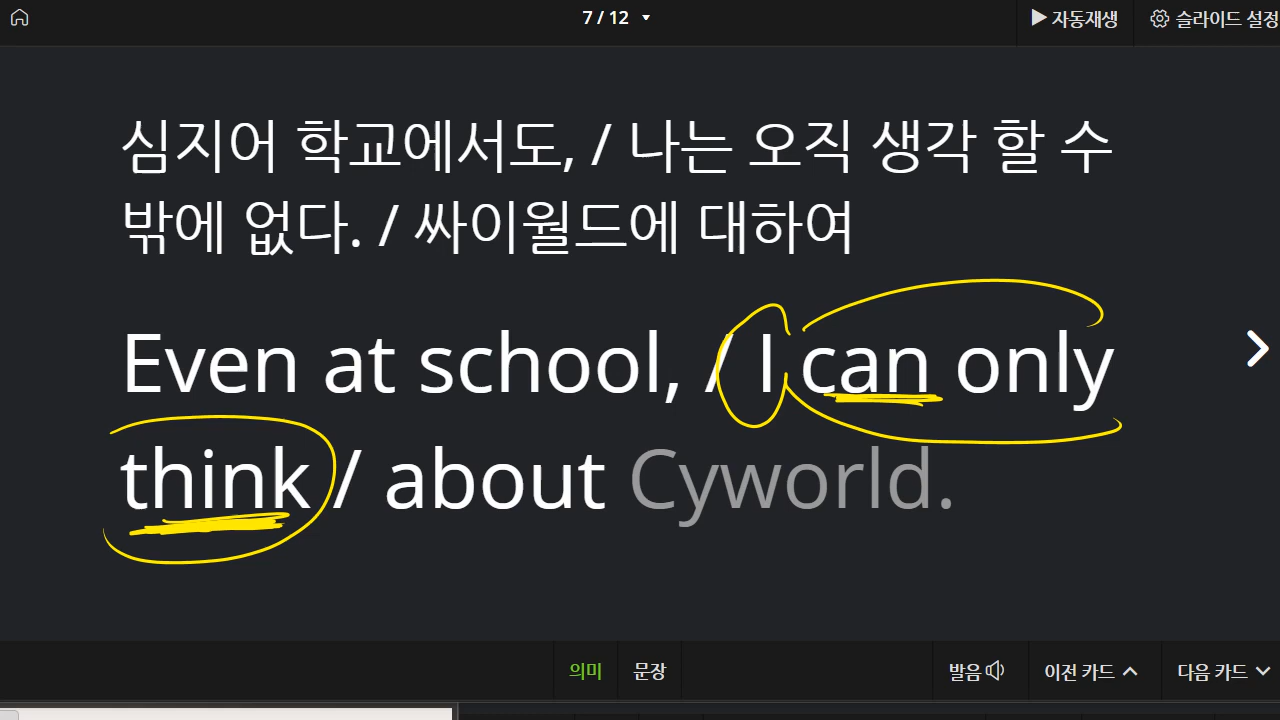 7 / 12
자동재생
슬라이드 설정
심지어 학교에서도, / 나는 오직 생각 할 수
밖에 없다. / 싸이월드에 대하여
Even at school, / I can only
think / about Cyworld.
의미
문장
발음
이전 카드
다음 카드